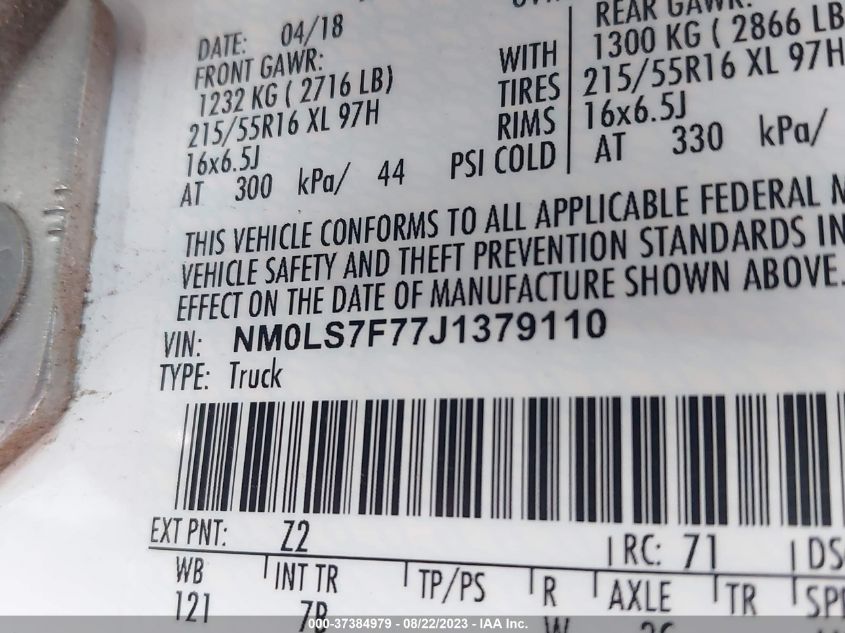 DATE: 04/18
FRONT GAWR:
1232 KG ( 2716 LB)
215/55R16 XL 97H
16x6.5J
AT 300 kPa/ 44
WITH
TIRES
RIMS
PSI COLD
REAR GAWR:
1300 KG ( 2866 LB
215/55R16 XL 97H
16x6.5J
AT 330 kPa/
THIS VEHICLE CONFORMS TO ALL APPLICABLE FEDERAL M
VEHICLE SAFETY AND THEFT PREVENTION STANDARDS IN
EFFECT ON THE DATE OF MANUFACTURE SHOWN ABOVE.
VIN: NM0LS7F77J1379110
TYPE: Truck
EXT PNT: Z2 RC: 71 DS
WB INT TR TP/PS R AXLE TR SP
121 7B
000-37384979 - 08/22/2023 - IAA Inc.